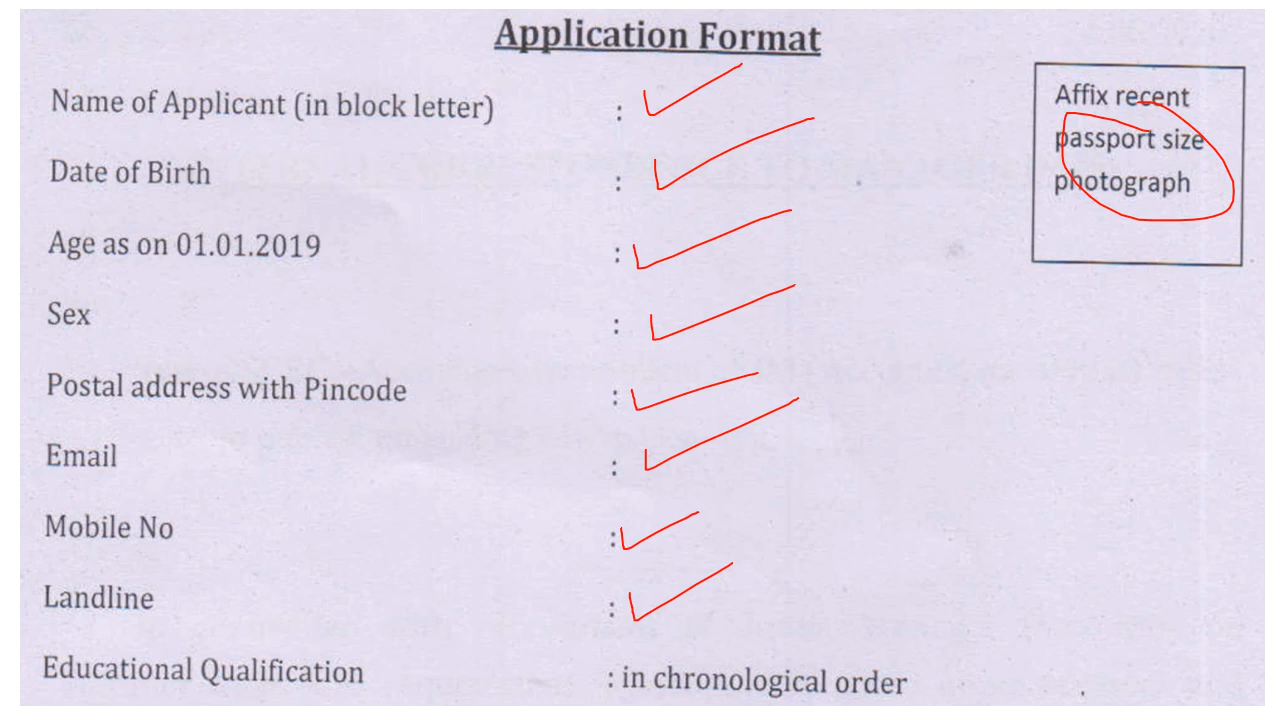 Application Format
Name of Applicant (in block letter) :
Affix recent
passport size
photograph
Date of Birth :
Age as on 01.01.2019 :
Sex :
Postal address with Pincode :
Email :
Mobile No :
Landline :
Educational Qualification : in chronological order